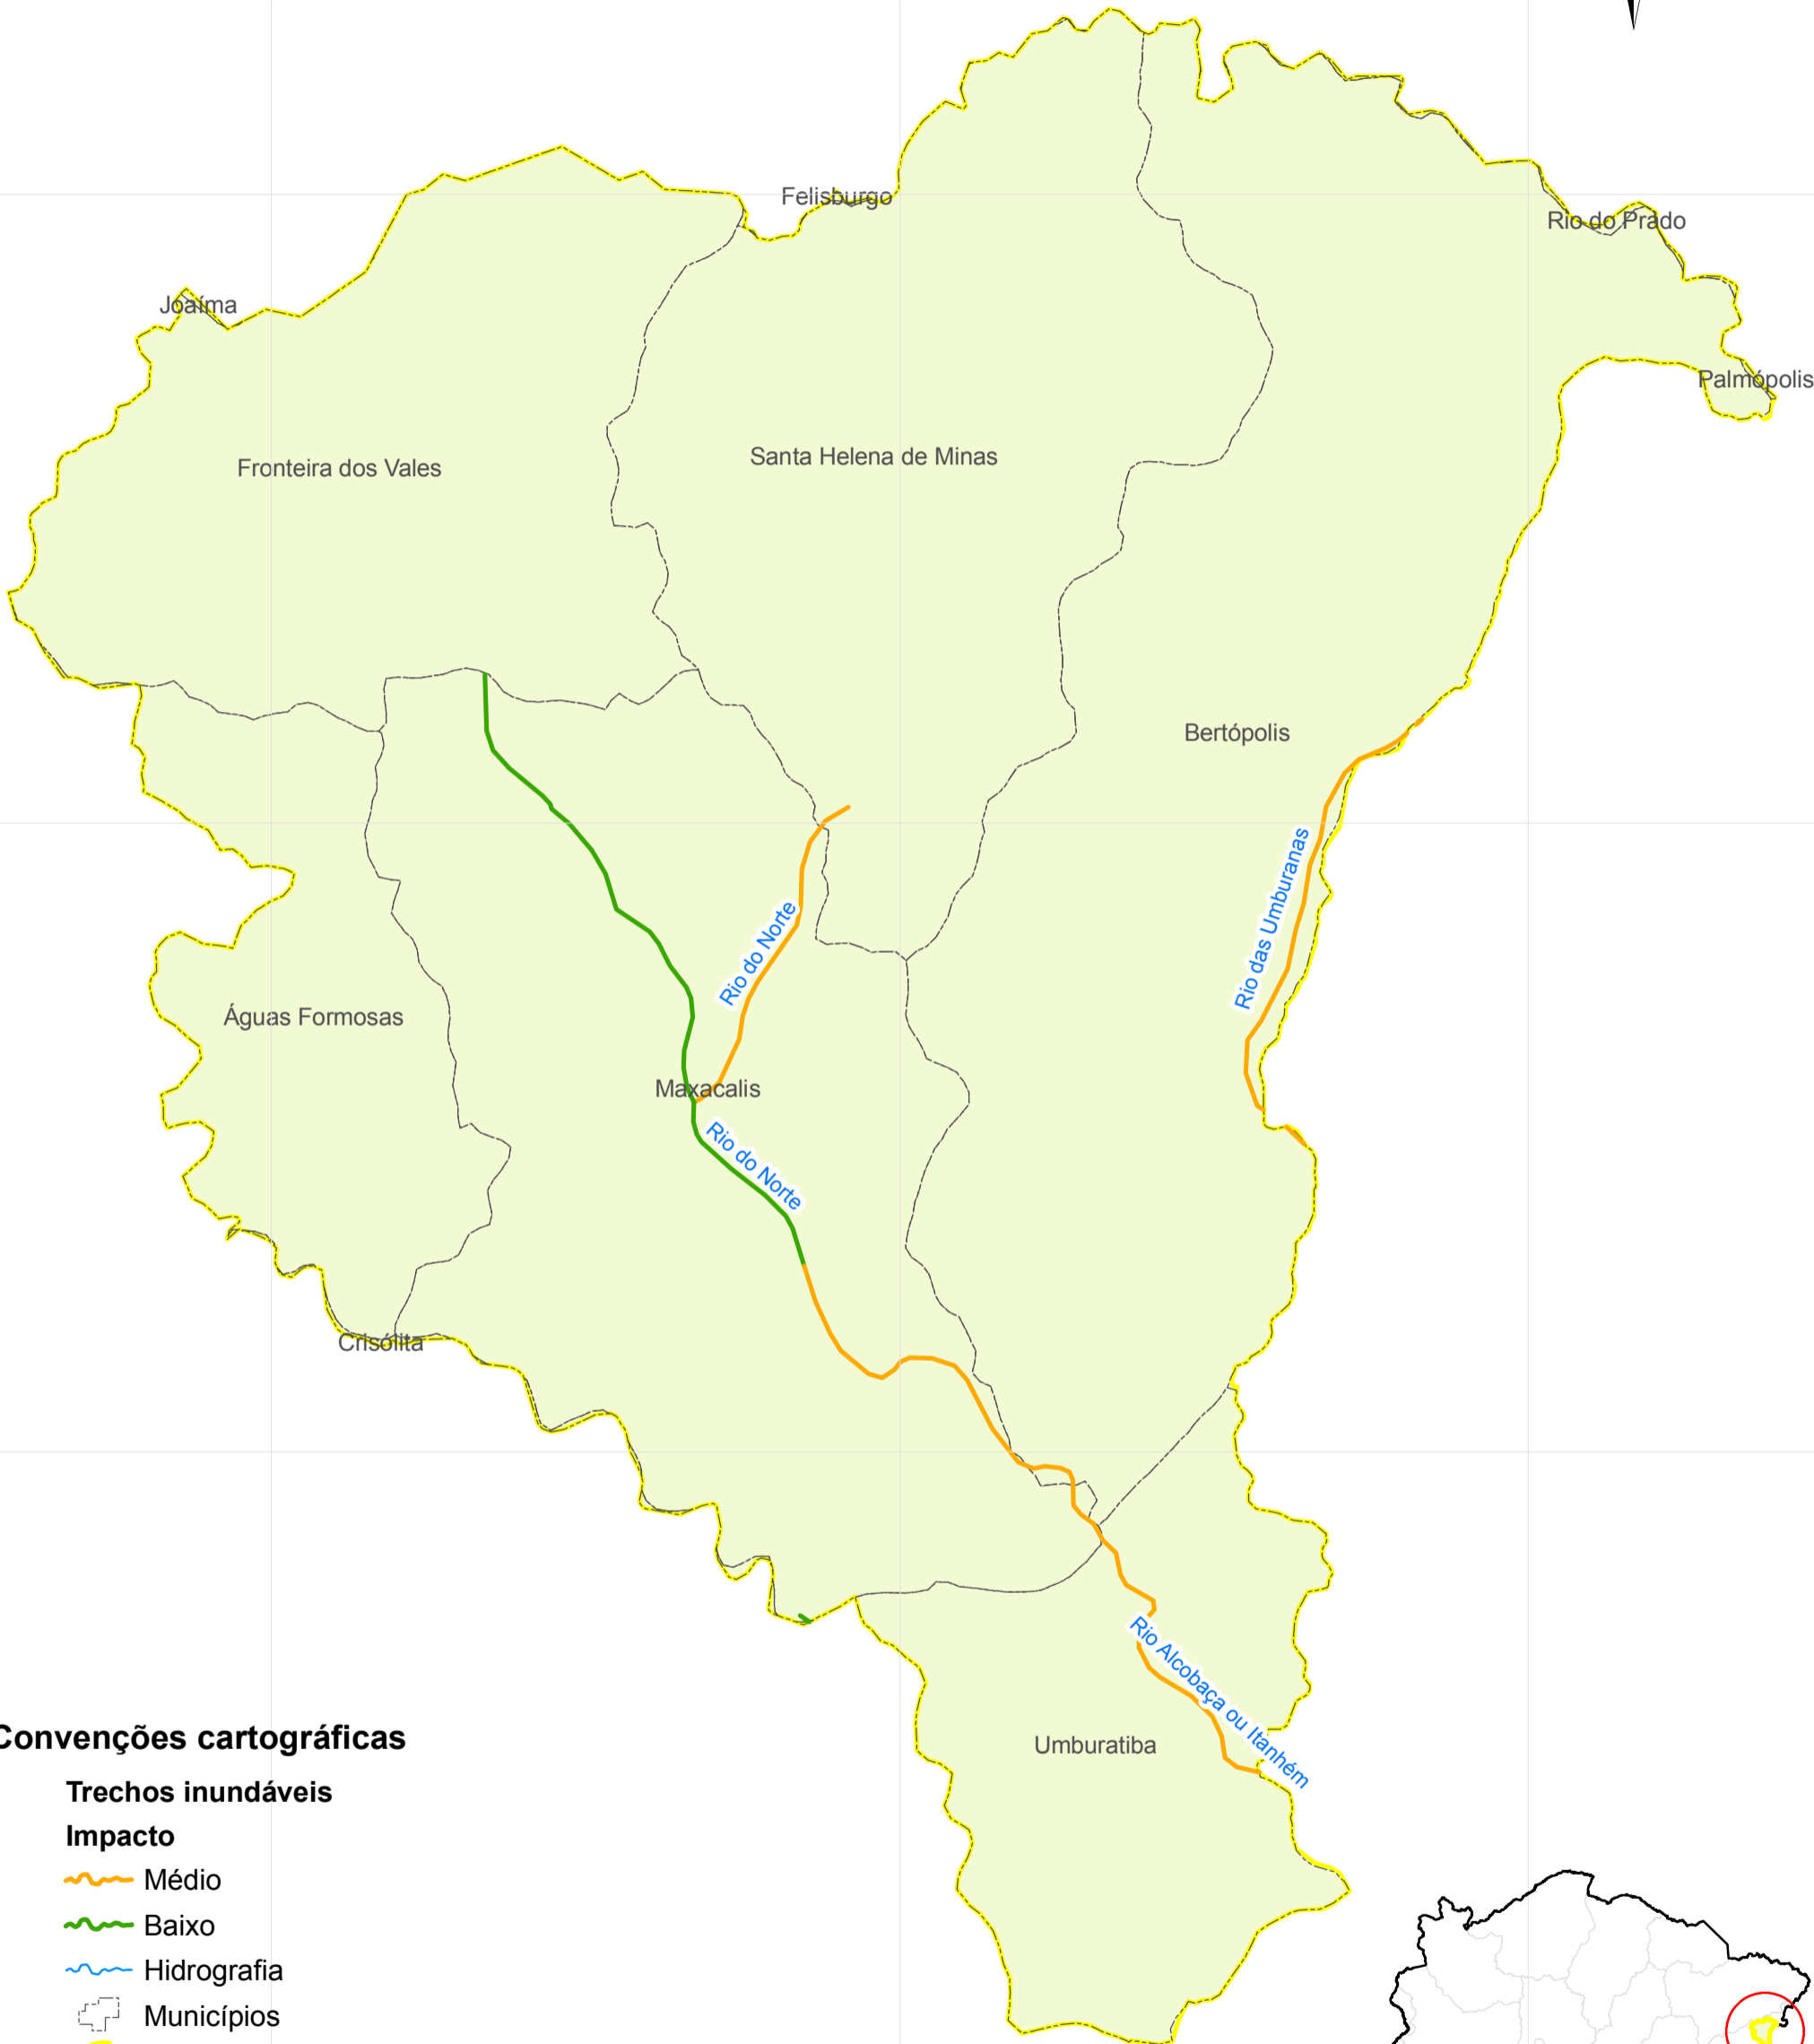 Felisburgo
Rio do Prado
Joaíma
Palmópolis
Santa Helena de Minas
Fronteira dos Vales
Bertópolis
Rio das Umburanas
Rio do Norte
Águas Formosas
Maxacalis
Rio do Norte
Crisólita
Rio Alcobaça ou Itanhém
Umburatiba
Convenções cartográficas
Trechos inundáveis
Impacto
Médio
Baixo
Hidrografia
Municípios